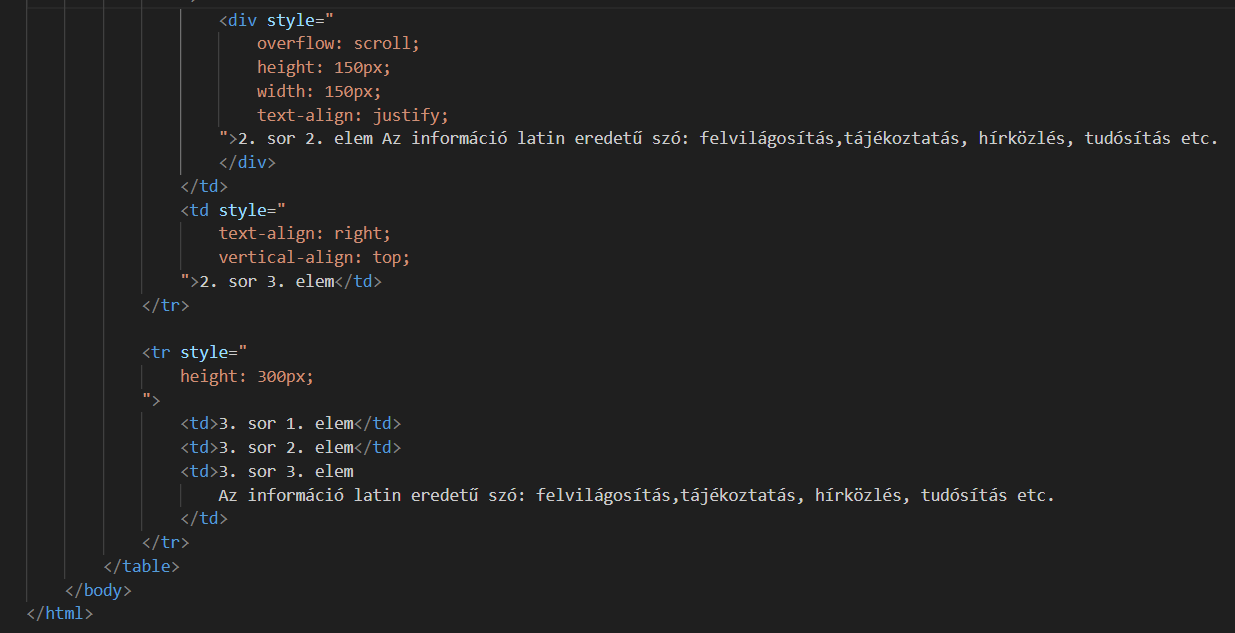 <div style="
overflow: scroll;
height: 150px;
width: 150px;
text-align: justify;
">2. sor 2. elem Az információ latin eredetű szó: felvilágosítás,tájékoztatás, hírközlés, tudósítás etc.
</div>
</td>
<td style="
text-align: right;
vertical-align: top;
">2. sor 3. elem</td>
</tr>
<tr style="
height: 300px;
">
<td>3. sor 1. elem</td>
<td>3. sor 2. elem</td>
<td>3. sor 3. elem
Az információ latin eredetű szó: felvilágosítás,tájékoztatás, hírközlés, tudósítás etc.
</td>
</tr>
</table>
</body>
</html>